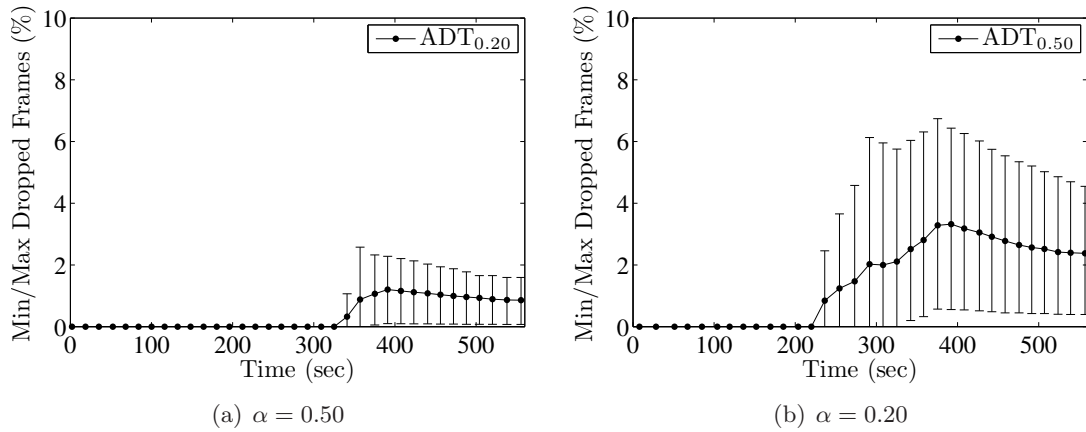 Min/Max Dropped Frames (%)
10
8
6
4
2
0
ADT0.20
0 100 200 300 400 500
Time (sec)
(a) α = 0.50
Min/Max Dropped Frames (%)
10
8
6
4
2
0
ADT0.50
0 100 200 300 400 500
Time (sec)
(b) α = 0.20